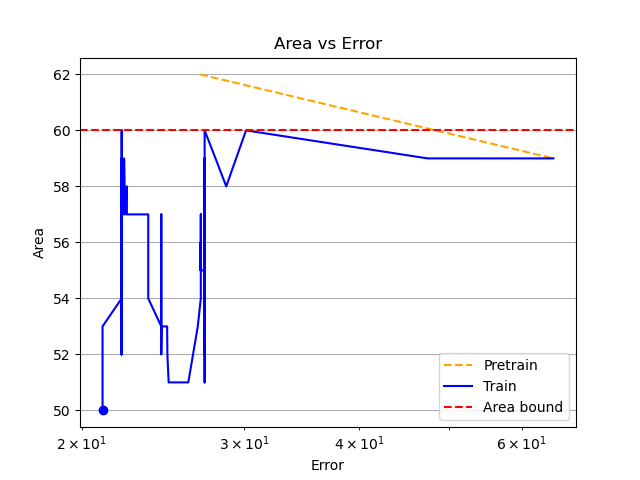 Area vs Error
62
60
58
56
54
52
50
Area
Pretrain
Train
Area bound
2 × 10¹
3 × 10¹
4 × 10¹
6 × 10¹
Error